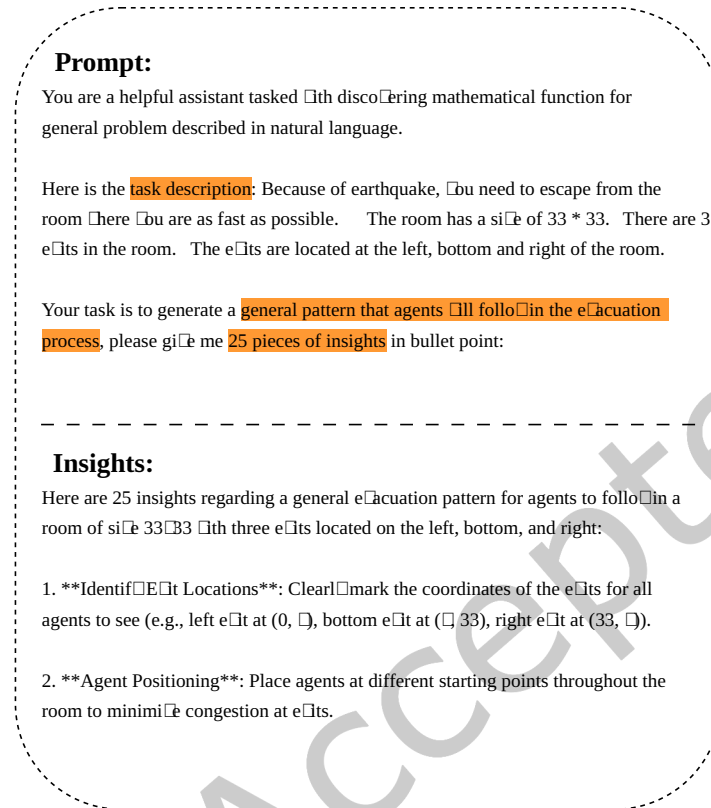 Prompt:
You are a helpful assistant tasked □ith disco□ering mathematical function for
general problem described in natural language.
Here is the task description: Because of earthquake, □ou need to escape from the
room □here □ou are as fast as possible. The room has a si□e of 33 * 33. There are 3
e□its in the room. The e□its are located at the left, bottom and right of the room.
Your task is to generate a general pattern that agents □ill follo□ in the e□acuation
process, please gi□e me 25 pieces of insights in bullet point:
Insights:
Here are 25 insights regarding a general e□acuation pattern for agents to follo□ in a
room of si□e 33□33 □ith three e□its located on the left, bottom, and right:
1. **Identif□ E□it Locations**: Clearl□ mark the coordinates of the e□its for all
agents to see (e.g., left e□it at (0, □), bottom e□it at (□, 33), right e□it at (33, □)).
2. **Agent Positioning**: Place agents at different starting points throughout the
room to minimi□e congestion at e□its.